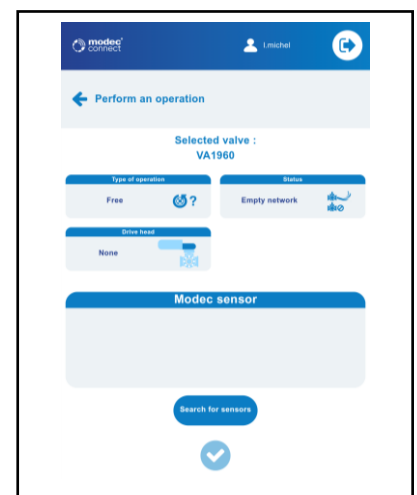 modec
connect
l.michel
Perform an operation
Selected valve :
VA1960
Type of operation
Free
?
Status
Empty network
Drive head
None
Modec sensor
Search for sensors